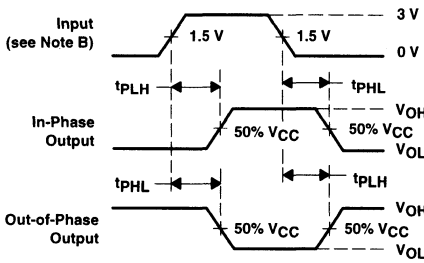 3 V
Input
(see Note B)
1.5 V
1.5 V
0 V
tPLH
tPHL
VOH
In-Phase
Output
50% VCC
50% VCC
VOL
tPHL
tPLH
VOH
Out-of-Phase
Output
50% VCC
50% VCC
VOL